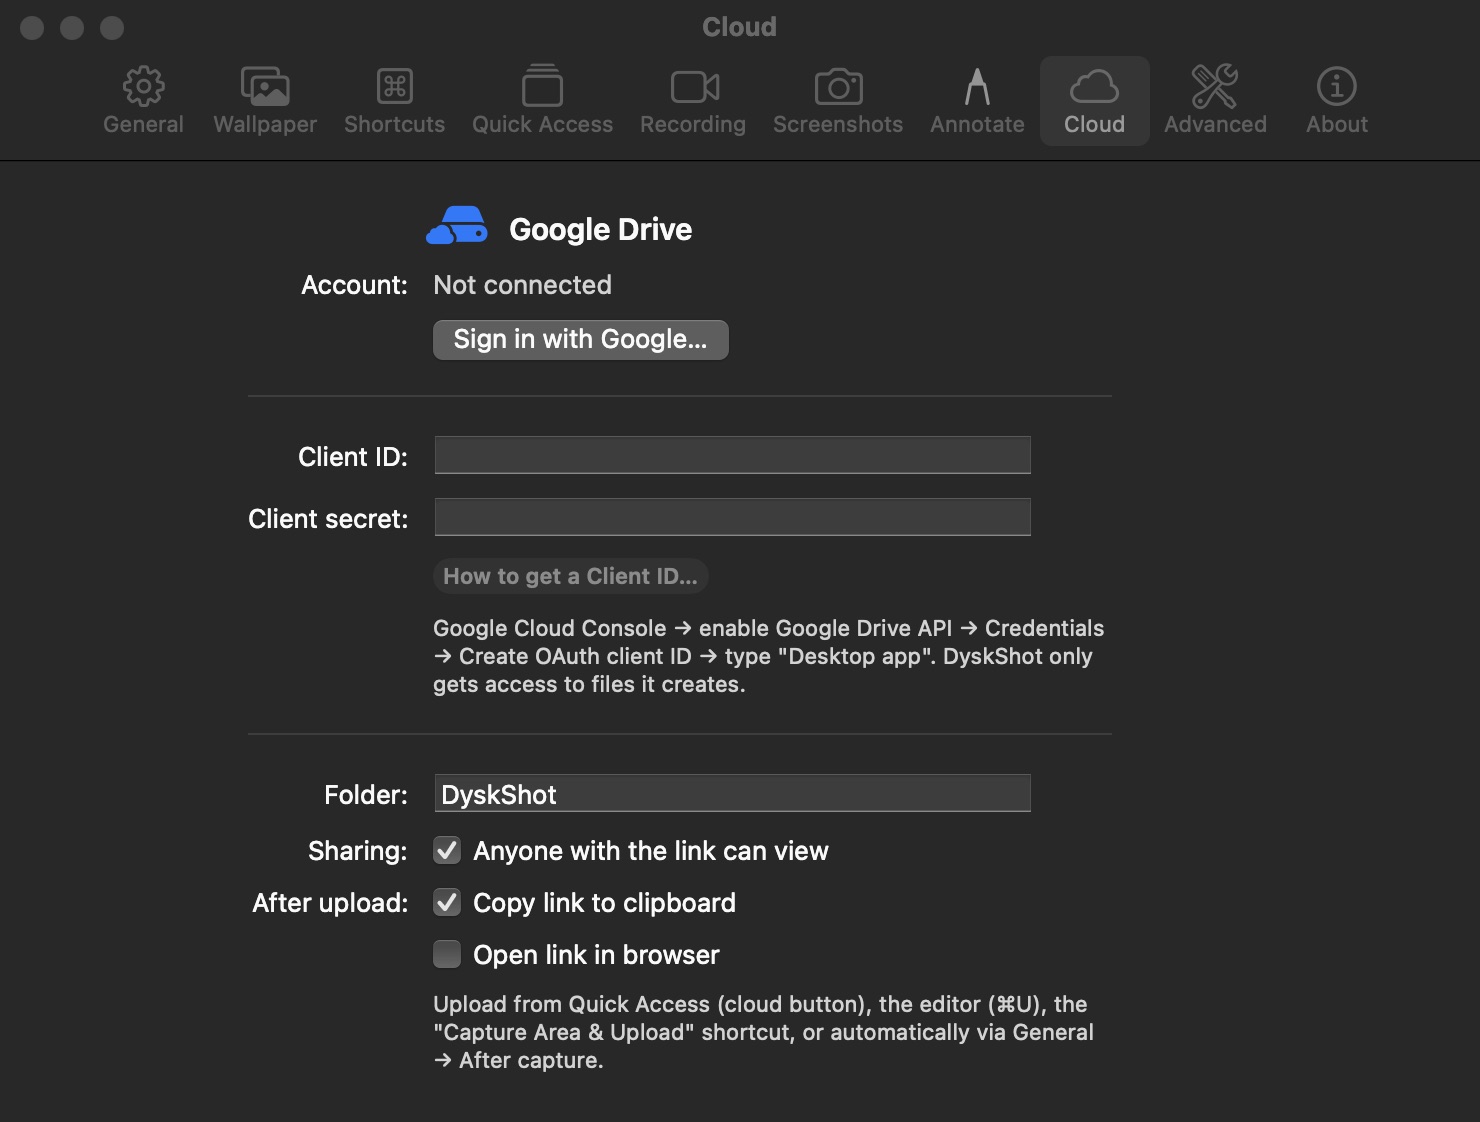 Cloud
General
Wallpaper
Shortcuts
Quick Access
Recording
Screenshots
Annotate
Cloud
Advanced
About
Google Drive
Account: Not connected
Sign in with Google...
Client ID:
Client secret:
How to get a Client ID...
Google Cloud Console → enable Google Drive API → Credentials
→ Create OAuth client ID → type "Desktop app". DyskShot only
gets access to files it creates.
Folder: DyskShot
Sharing: Anyone with the link can view
After upload: Copy link to clipboard
Open link in browser
Upload from Quick Access (cloud button), the editor (⌘U), the
"Capture Area & Upload" shortcut, or automatically via General
→ After capture.